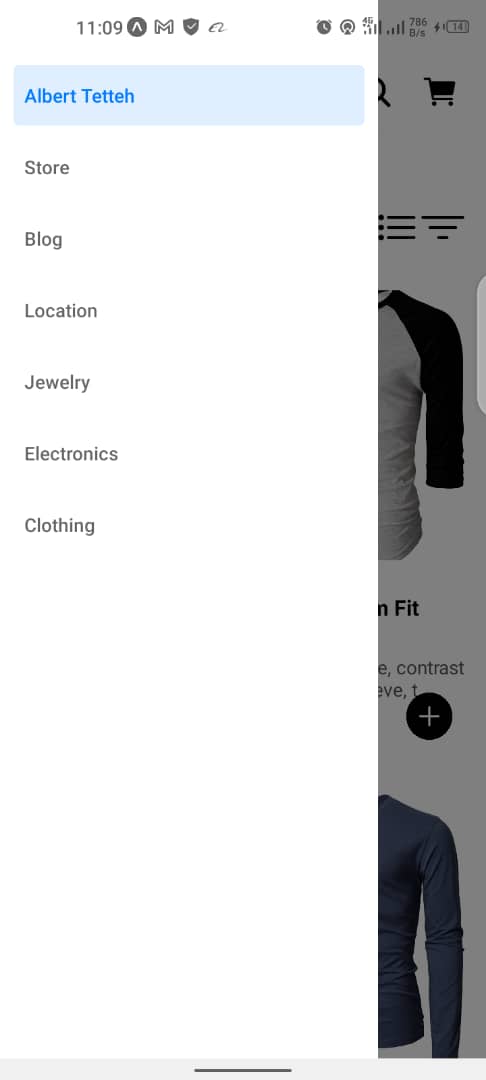 11:09
4G
786
B/s
14
Albert Tetteh
Store
Blog
Location
Jewelry
Electronics
Clothing
m Fit
e, contrast
eve, t